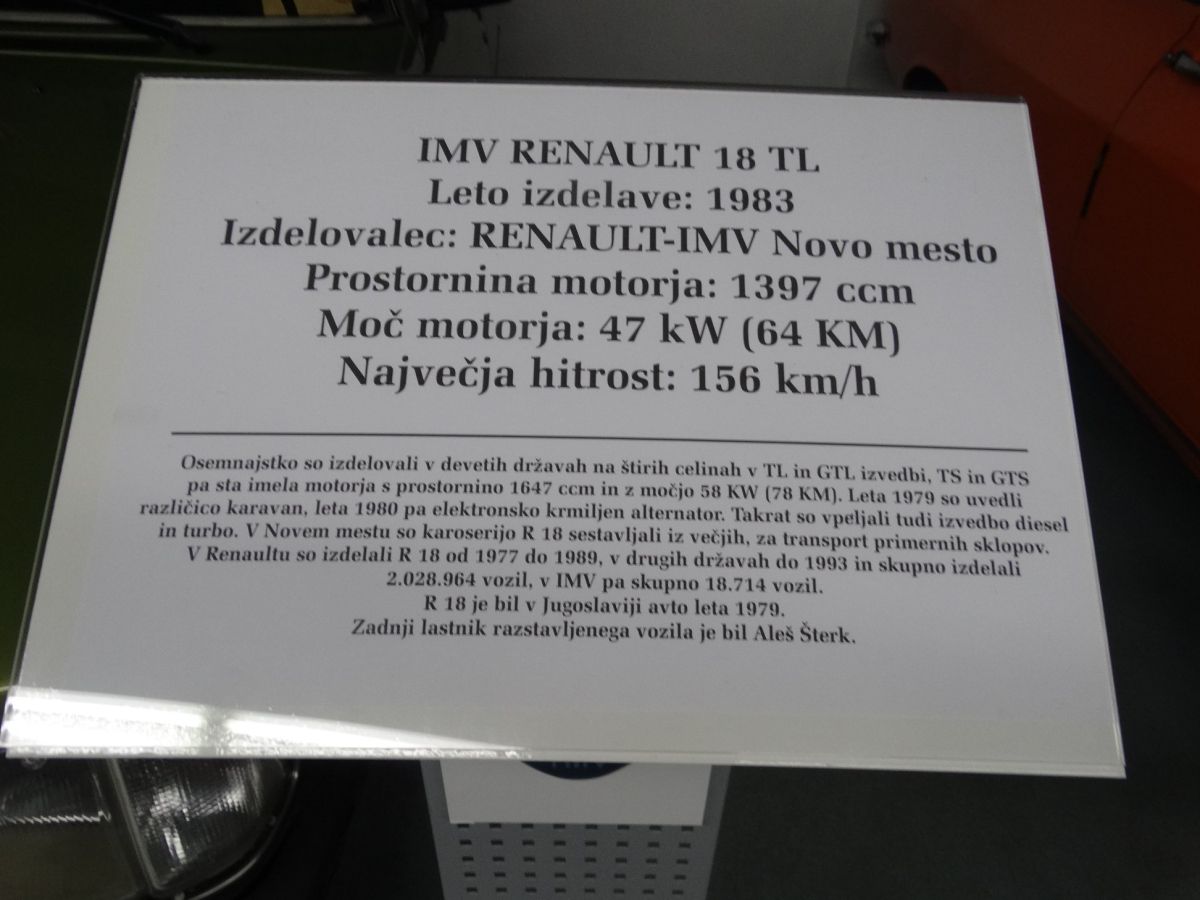 IMV RENAULT 18 TL
Leto izdelave: 1983
Izdelovalec: RENAULT-IMV Novo mesto
Prostornina motorja: 1397 ccm
Moč motorja: 47 kW (64 KM)
Največja hitrost: 156 km/h
Osemnajstko so izdelovali v devetih državah na štirih celinah v TL in GTL izvedbi, TS in GTS
pa sta imela motorja s prostornino 1647 ccm in z močjo 58 KW (78 KM). Leta 1979 so uvedli
različico karavan, leta 1980 pa elektronsko krmiljen alternator. Takrat so vpeljali tudi izvedbo diesel
in turbo. V Novem mestu so karoserijo R 18 sestavljali iz večjih, za transport primernih sklopov.
V Renaultu so izdelali R 18 od 1977 do 1989, v drugih državah do 1993 in skupno izdelali
2.028.964 vozil, v IMV pa skupno 18.714 vozil.
R 18 je bil v Jugoslaviji avto leta 1979.
Zadnji lastnik razstavljenega vozila je bil Aleš Šterk.